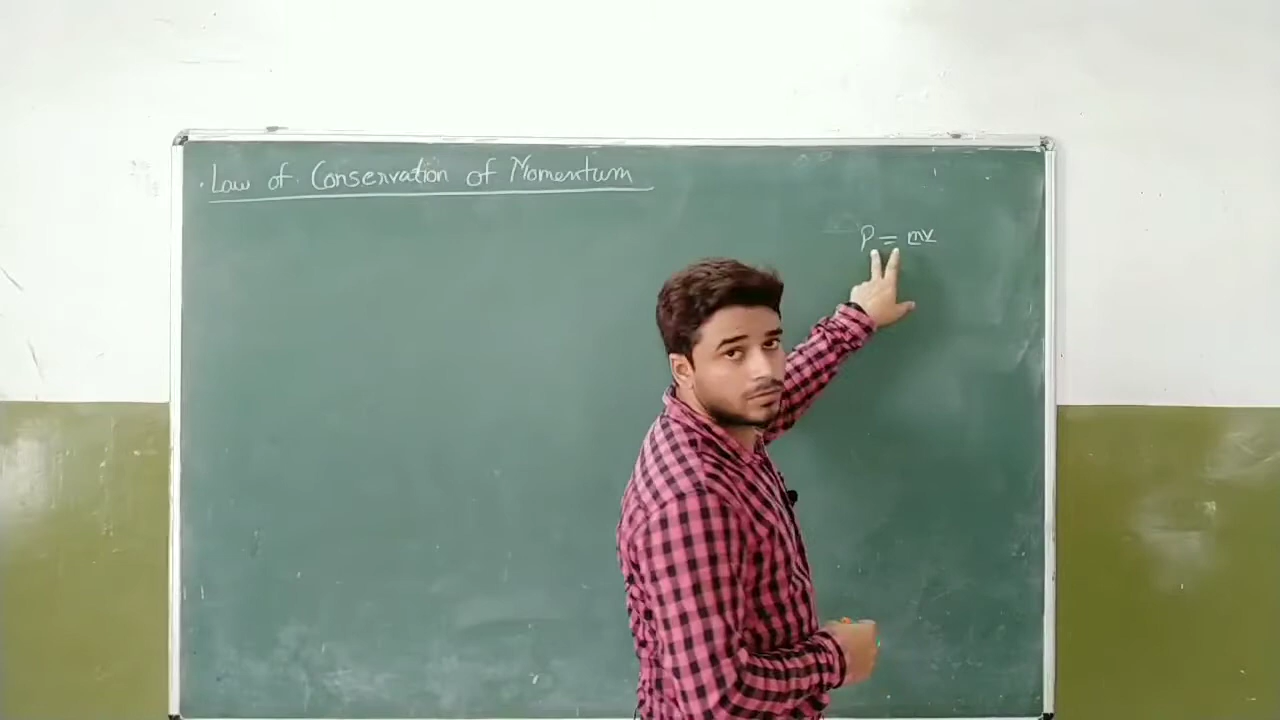 . Law of Conservation of Momentum
P = mv